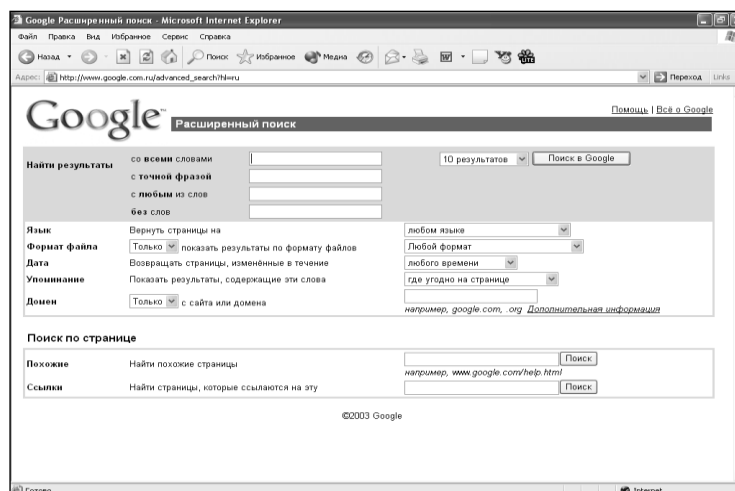 Google Расширенный поиск - Microsoft Internet Explorer
Файл Правка Вид Избранное Сервис Справка
Назад Поиск Избранное Медиа
Адрес: http://www.google.com.ru/advanced_search?hl=ru Переход Links
Google™ Расширенный поиск
Помощь | Всё о Google
Найти результаты со всеми словами 10 результатов Поиск в Google
с точной фразой
с любым из слов
без слов
Язык Вернуть страницы на любом языке
Формат файла Только показать результаты по формату файлов Любой формат
Дата Возвращать страницы, изменённые в течение любого времени
Упоминание Показать результаты, содержащие эти слова где угодно на странице
Домен Только с сайта или домена
например, google.com, .org Дополнительная информация
Поиск по странице
Похожие Найти похожие страницы Поиск
например, www.google.com/help.html
Ссылки Найти страницы, которые ссылаются на эту Поиск
©2003 Google
Готово Internet